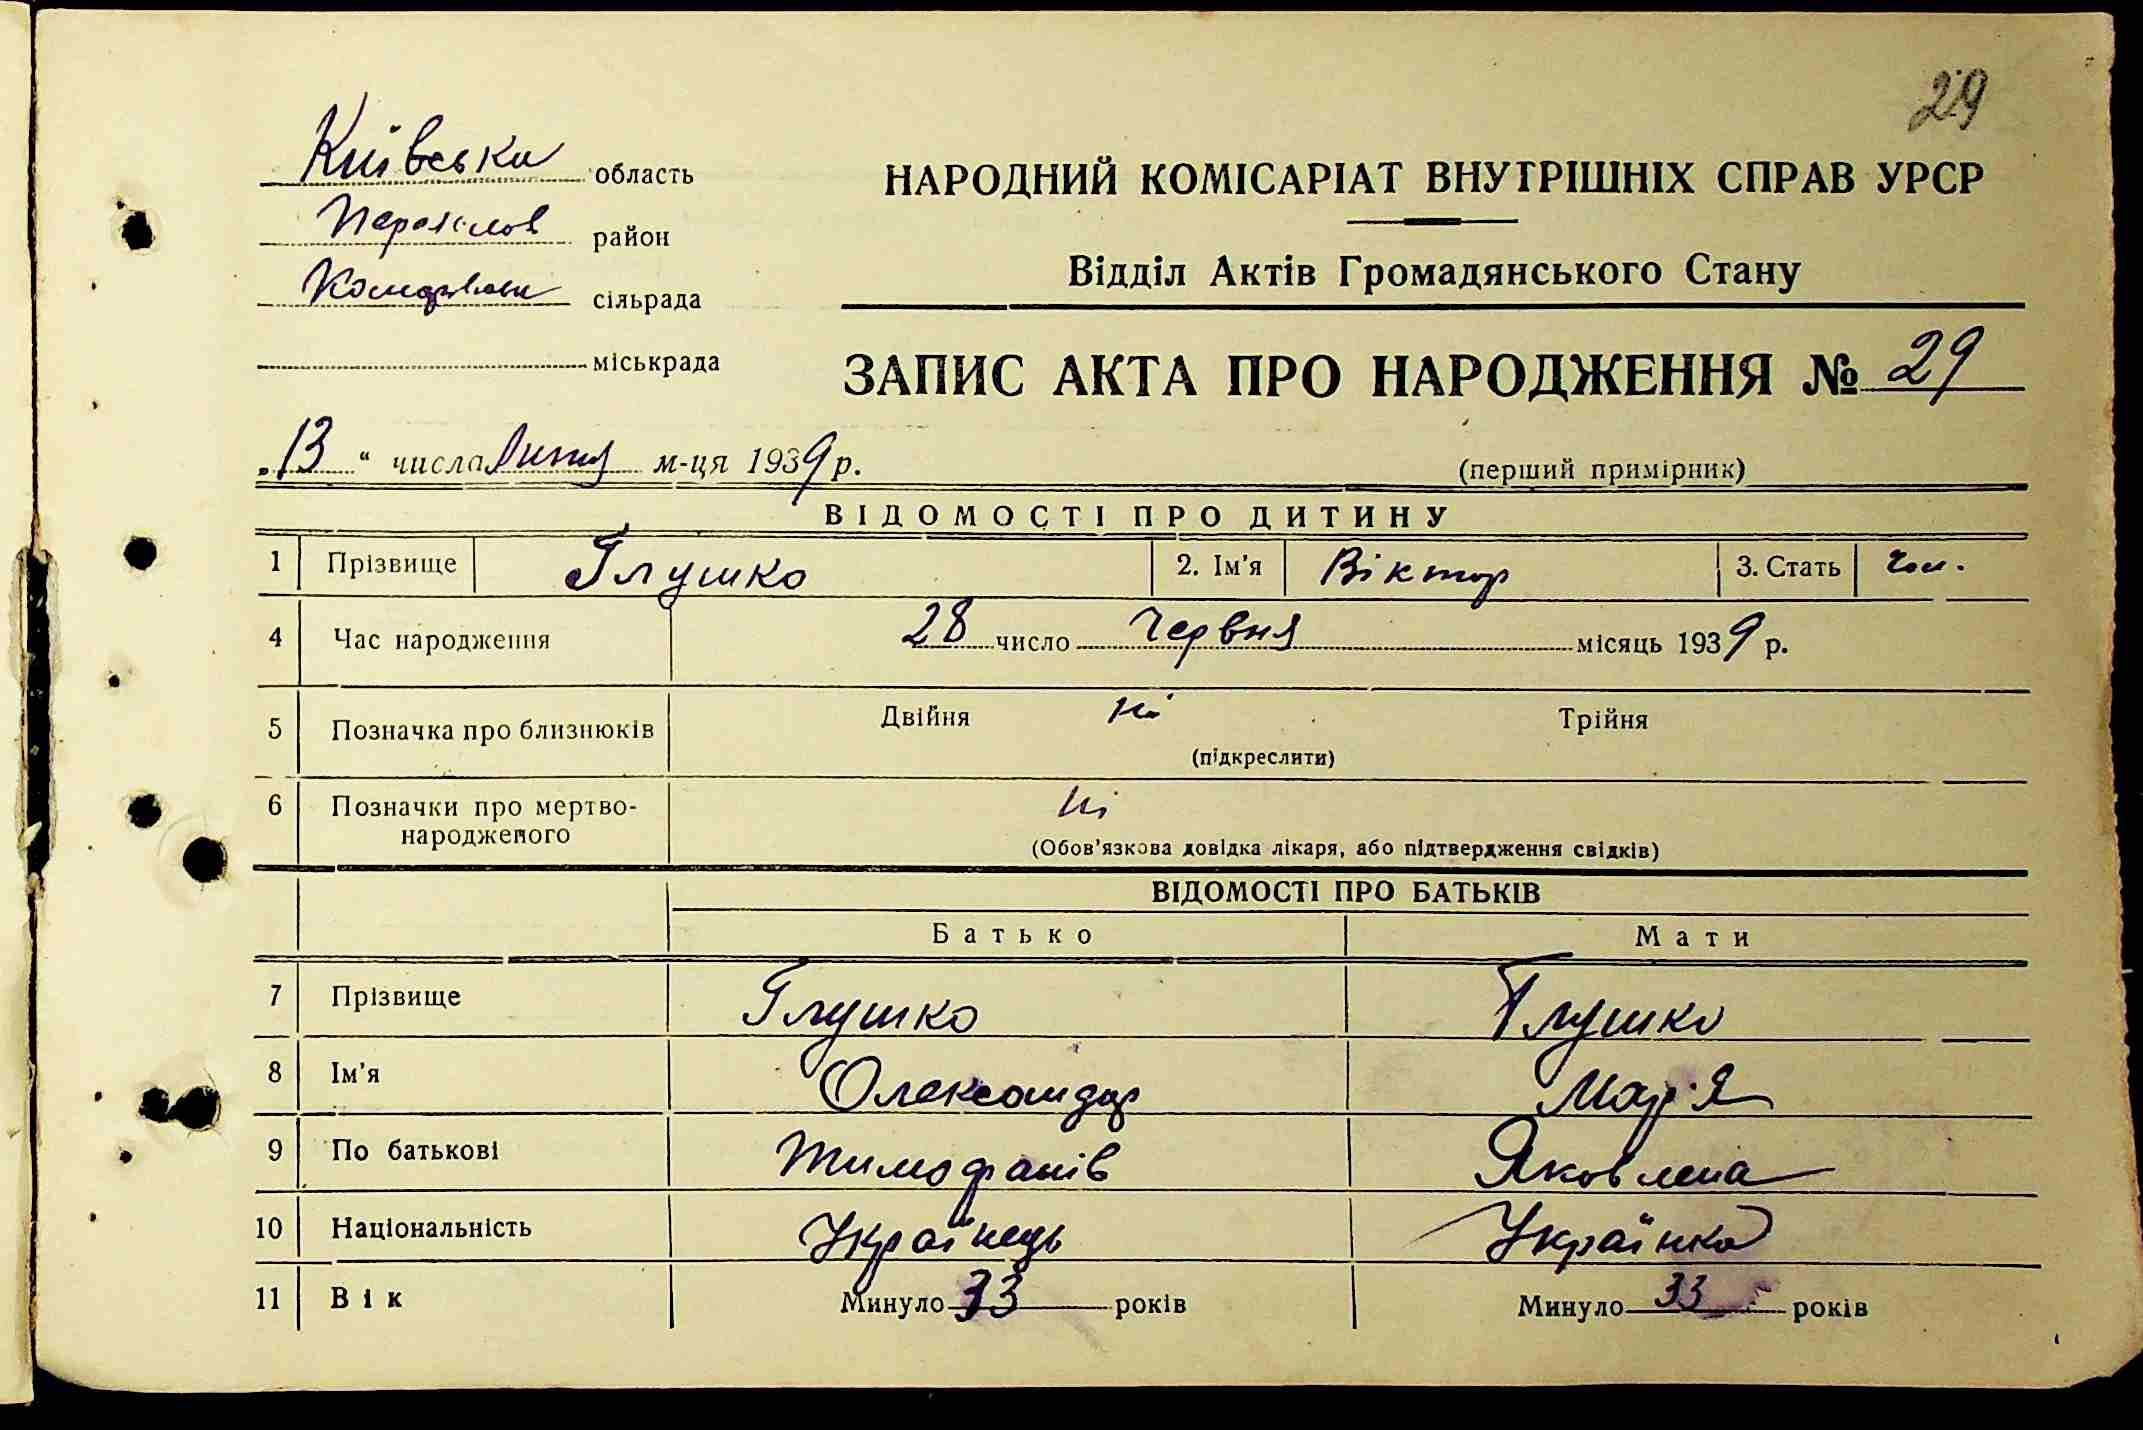 29
Київська область
НАРОДНИЙ КОМІСАРІАТ ВНУТРІШНІХ СПРАВ УРСР
Переяслов район
Відділ Актів Громадянського Стану
сільрада
міськрада
ЗАПИС АКТА ПРО НАРОДЖЕННЯ № 29
„13“ числа липня м-ця 1939 р.
(перший примірник)
ВІДОМОСТІ ПРО ДИТИНУ
1 Прізвище Глушко 2. Ім'я Віктор 3. Стать чол.
4 Час народження 28 число Червня місяць 1939 р.
5 Позначка про близнюків Двійня ні Трійня
(підкреслити)
6 Позначки про мертво-
народженого ні
(Обов'язкова довідка лікаря, або підтвердження свідків)
ВІДОМОСТІ ПРО БАТЬКІВ
Батько Мати
7 Прізвище Глушко Глушко
8 Ім'я Олександр Марія
9 По батькові Тимофаніїв Яковлена
10 Національність Українець Українка
11 Вік Минуло 33 років Минуло 33 років